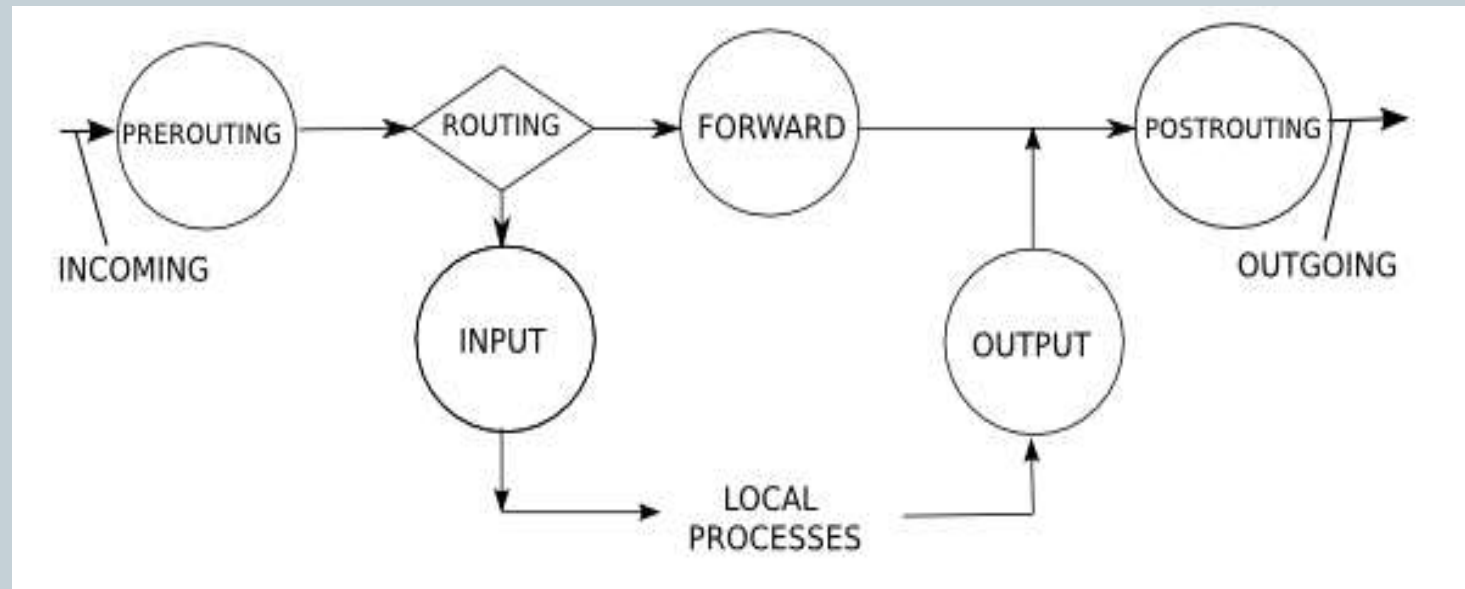 PREROUTING
ROUTING
FORWARD
POSTROUTING
INCOMING
OUTGOING
INPUT
OUTPUT
LOCAL
PROCESSES